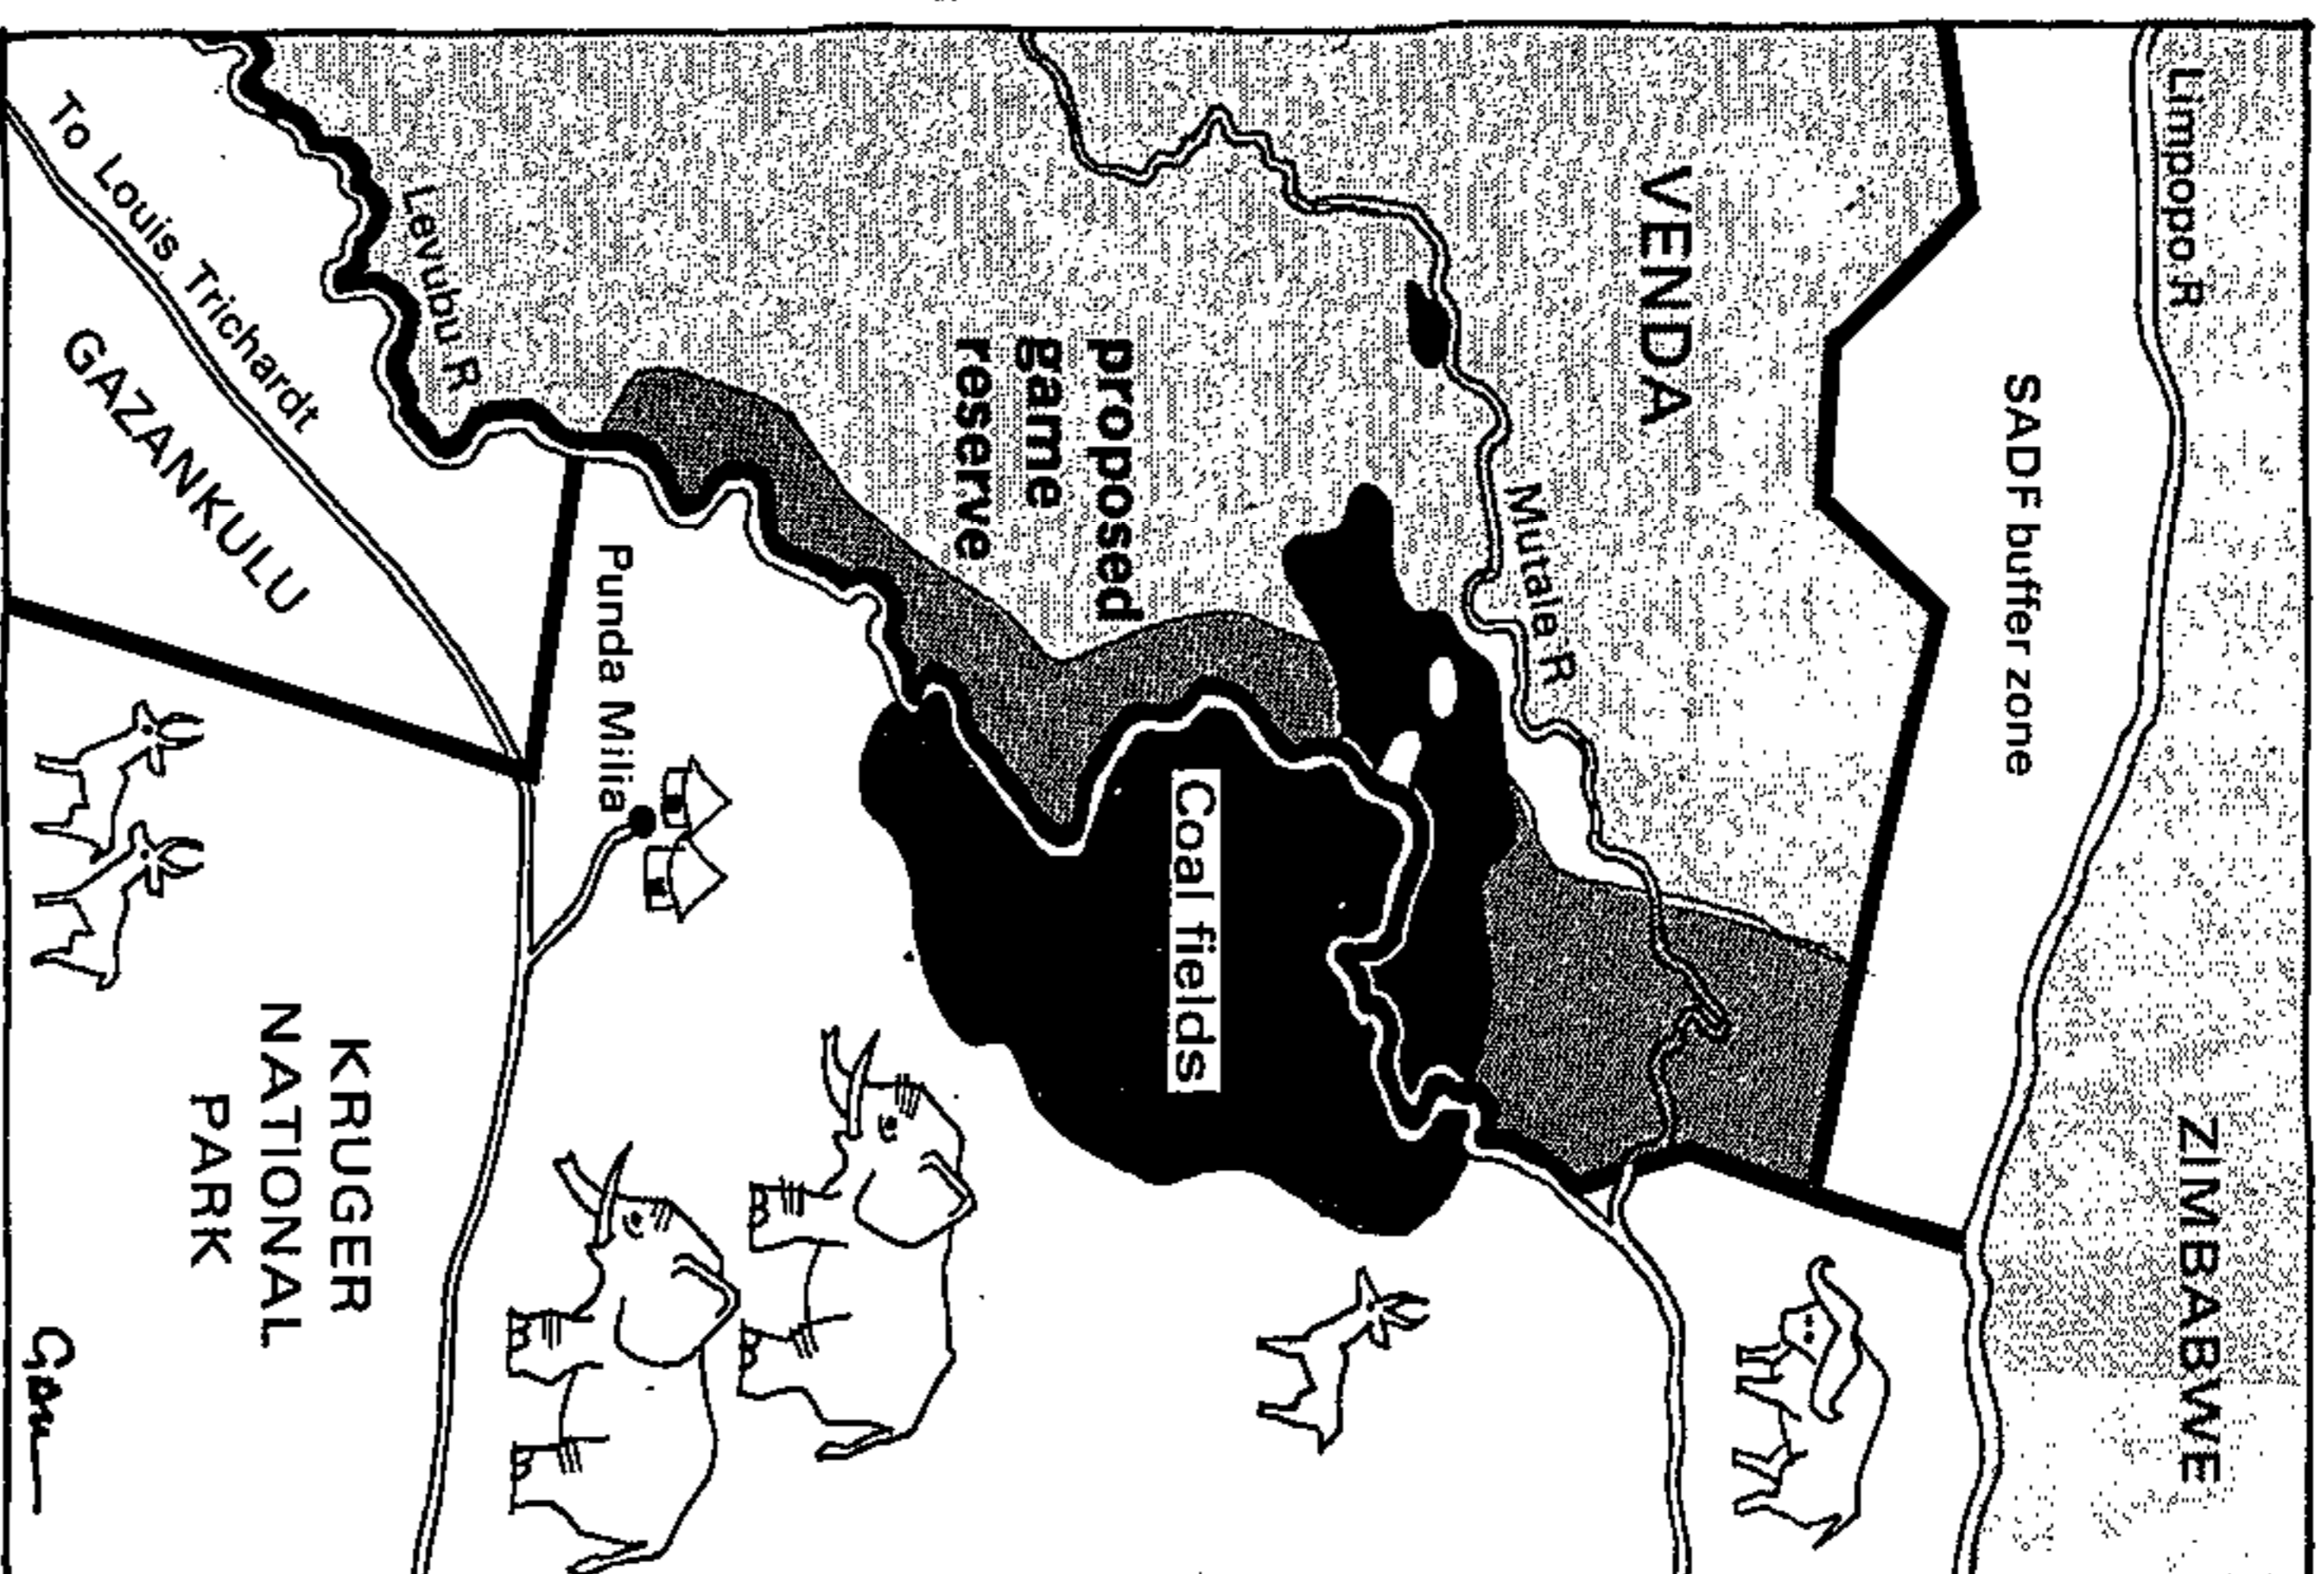 Limpopo R
ZIMBABWE
SADF buffer zone
VENDA
Mutale R
proposed
game
reserve
Coal fields
Levubu R
Punda Milia
To Louis Trichardt
GAZANKULU
KRUGER
NATIONAL
PARK